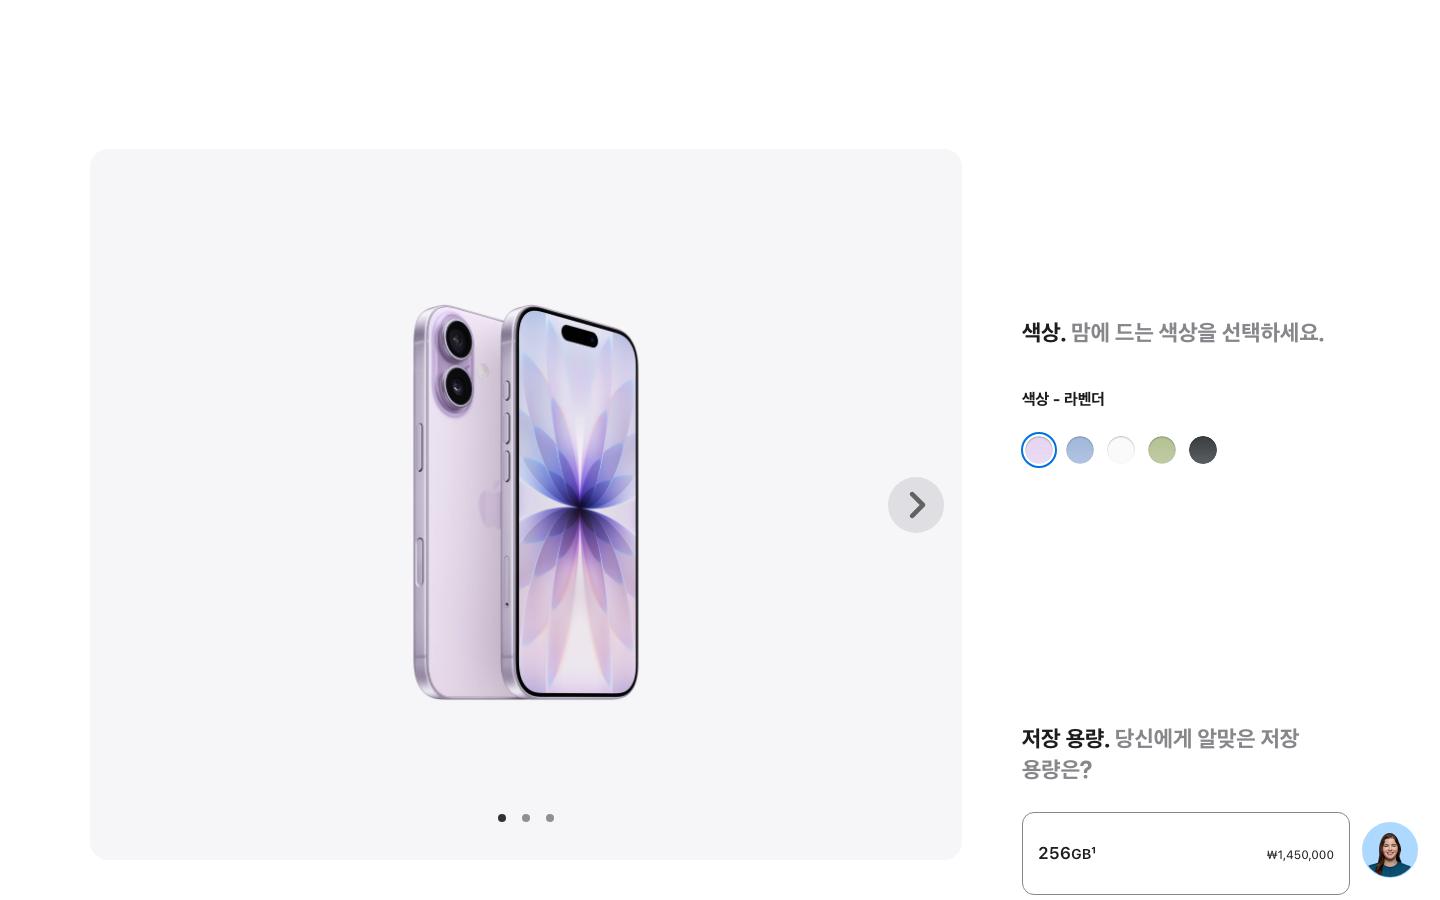 색상. 맘에 드는 색상을 선택하세요.
색상 - 라벤더
저장 용량. 당신에게 알맞은 저장
용량은?
256GB¹
₩1,450,000